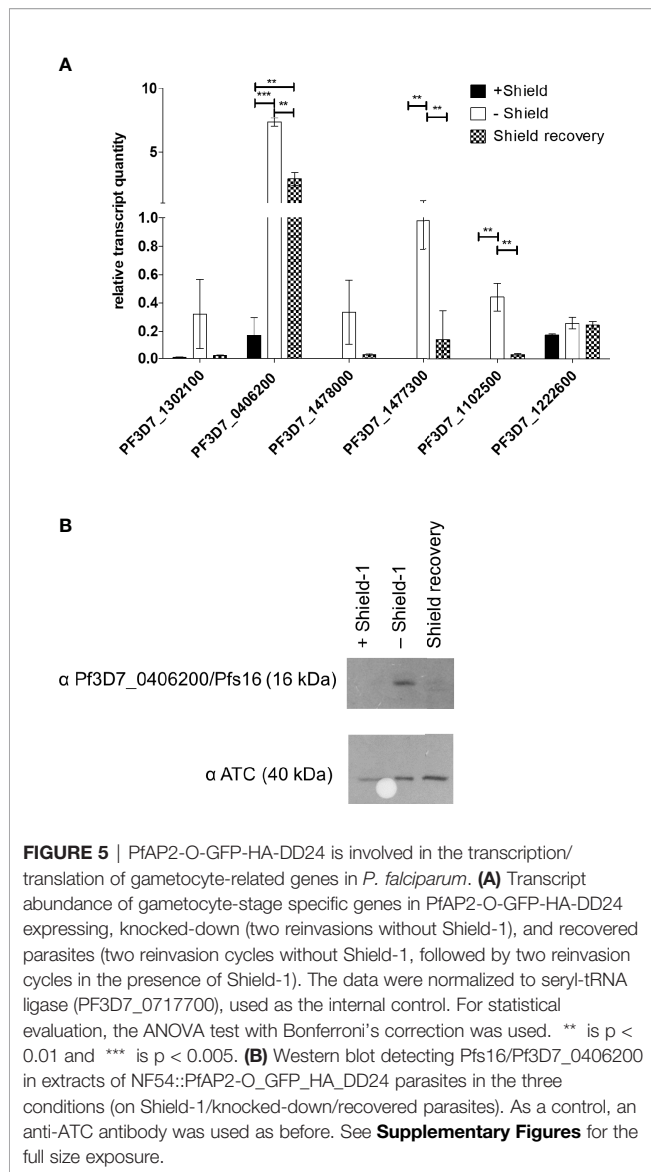 A
** *** ** ** ** ** **
+Shield
- Shield
Shield recovery
relative transcript quantity
10
5
1.0
0.8
0.6
0.4
0.2
0.0
PF3D7_1302100
PF3D7_0406200
PF3D7_1478000
PF3D7_1477300
PF3D7_1102500
PF3D7_1222600
B
+ Shield-1
– Shield-1
Shield recovery
α Pf3D7_0406200/Pfs16 (16 kDa)
α ATC (40 kDa)
FIGURE 5 | PfAP2-O-GFP-HA-DD24 is involved in the transcription/
translation of gametocyte-related genes in P. falciparum. (A) Transcript
abundance of gametocyte-stage specific genes in PfAP2-O-GFP-HA-DD24
expressing, knocked-down (two reinvasions without Shield-1), and recovered
parasites (two reinvasion cycles without Shield-1, followed by two reinvasion
cycles in the presence of Shield-1). The data were normalized to seryl-tRNA
ligase (PF3D7_0717700), used as the internal control. For statistical
evaluation, the ANOVA test with Bonferroni's correction was used. ** is p <
0.01 and *** is p < 0.005. (B) Western blot detecting Pfs16/Pf3D7_0406200
in extracts of NF54::PfAP2-O_GFP_HA_DD24 parasites in the three
conditions (on Shield-1/knocked-down/recovered parasites). As a control, an
anti-ATC antibody was used as before. See Supplementary Figures for the
full size exposure.